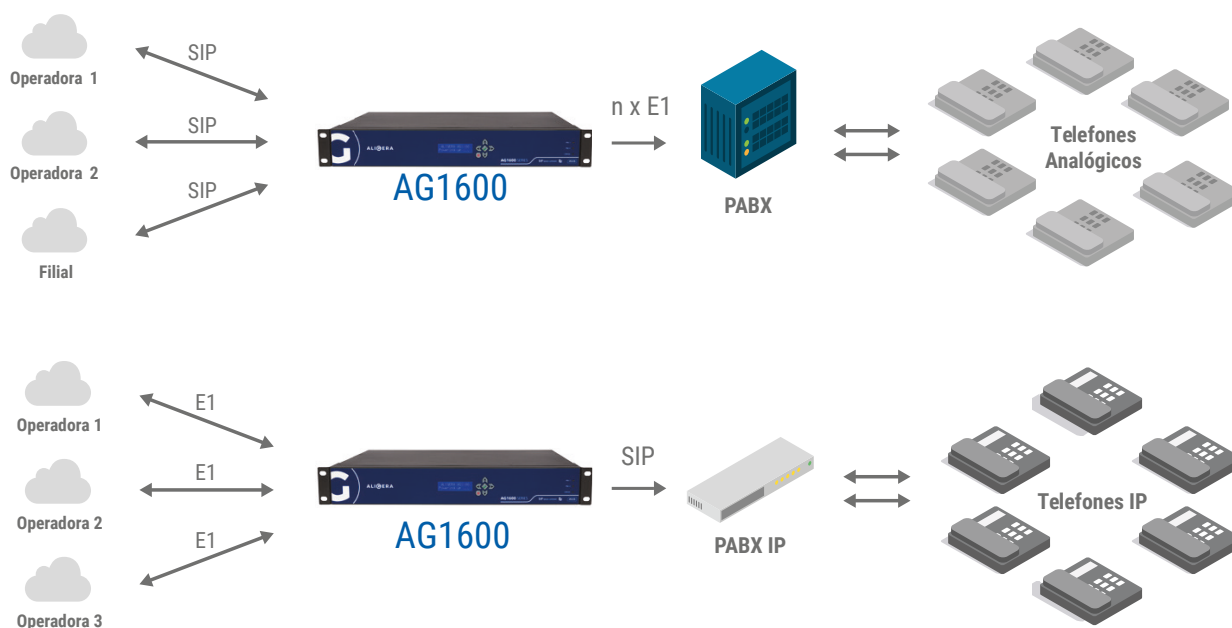 Operadora 1
SIP
Operadora 2
SIP
Filial
SIP
ALIGERA
AG1600
n x E1
PABX
Telefones
Analógicos
Operadora 1
E1
Operadora 2
E1
Operadora 3
E1
ALIGERA
AG1600
SIP
PABX IP
Telefones IP